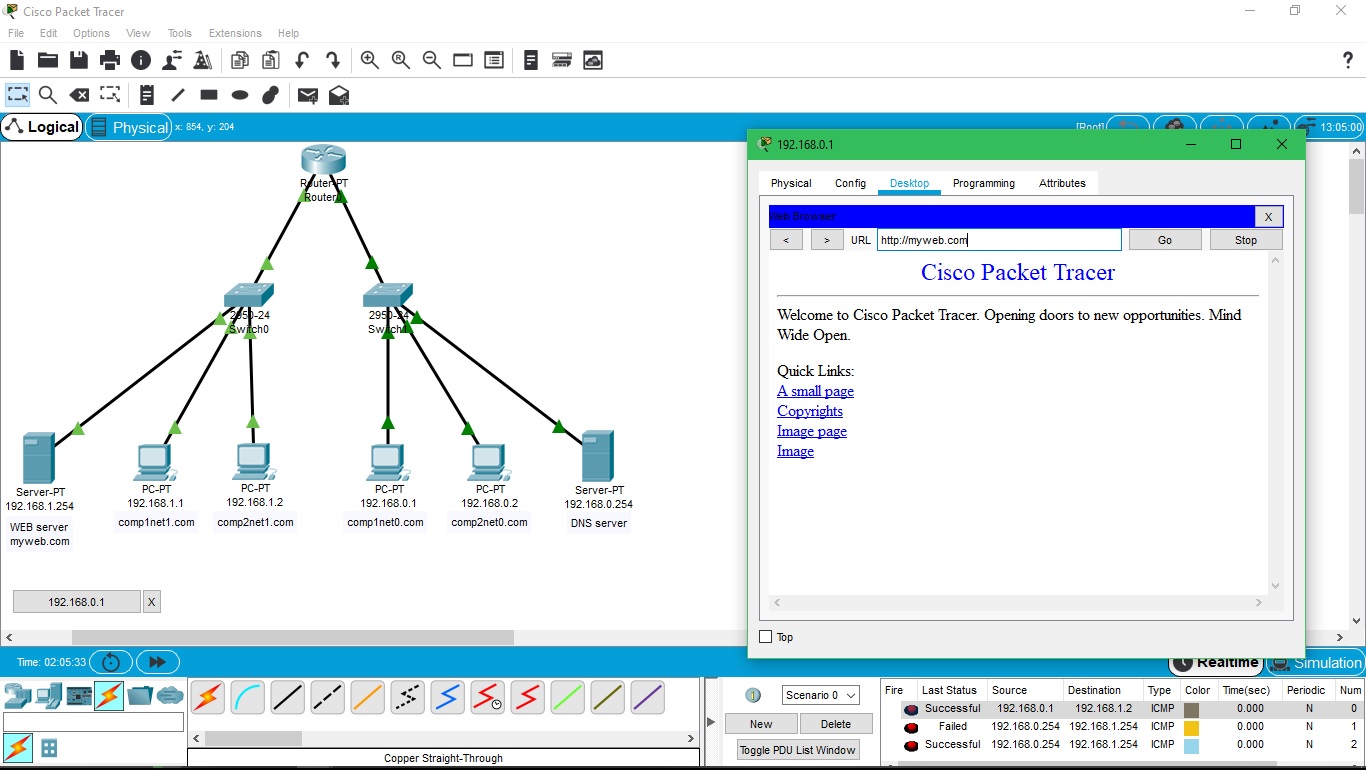 Cisco Packet Tracer
File Edit Options View Tools Extensions Help
Logical Physical x: 854, y: 204 [Root] 13:05:00
Router-PT
Router0
2950-24
Switch0
2950-24
Server-PT
192.168.1.254
WEB server
myweb.com
PC-PT
192.168.1.1
comp1net1.com
PC-PT
192.168.1.2
comp2net1.com
PC-PT
192.168.0.1
comp1net0.com
PC-PT
192.168.0.2
comp2net0.com
Server-PT
192.168.0.254
DNS server
192.168.0.1 X
192.168.0.1
Physical Config Desktop Programming Attributes
Web Browser X
< > URL http://myweb.com Go Stop
Cisco Packet Tracer
Welcome to Cisco Packet Tracer. Opening doors to new opportunities. Mind
Wide Open.
Quick Links:
A small page
Copyrights
Image page
Image
Top
Time: 02:05:33 Realtime Simulation
Scenario 0
New Delete
Toggle PDU List Window
Copper Straight-Through
Fire Last Status Source Destination Type Color Time(sec) Periodic Num
Successful 192.168.0.1 192.168.1.2 ICMP 0.000 N 0
Failed 192.168.0.254 192.168.1.254 ICMP 0.000 N 1
Successful 192.168.0.254 192.168.1.254 ICMP 0.000 N 2